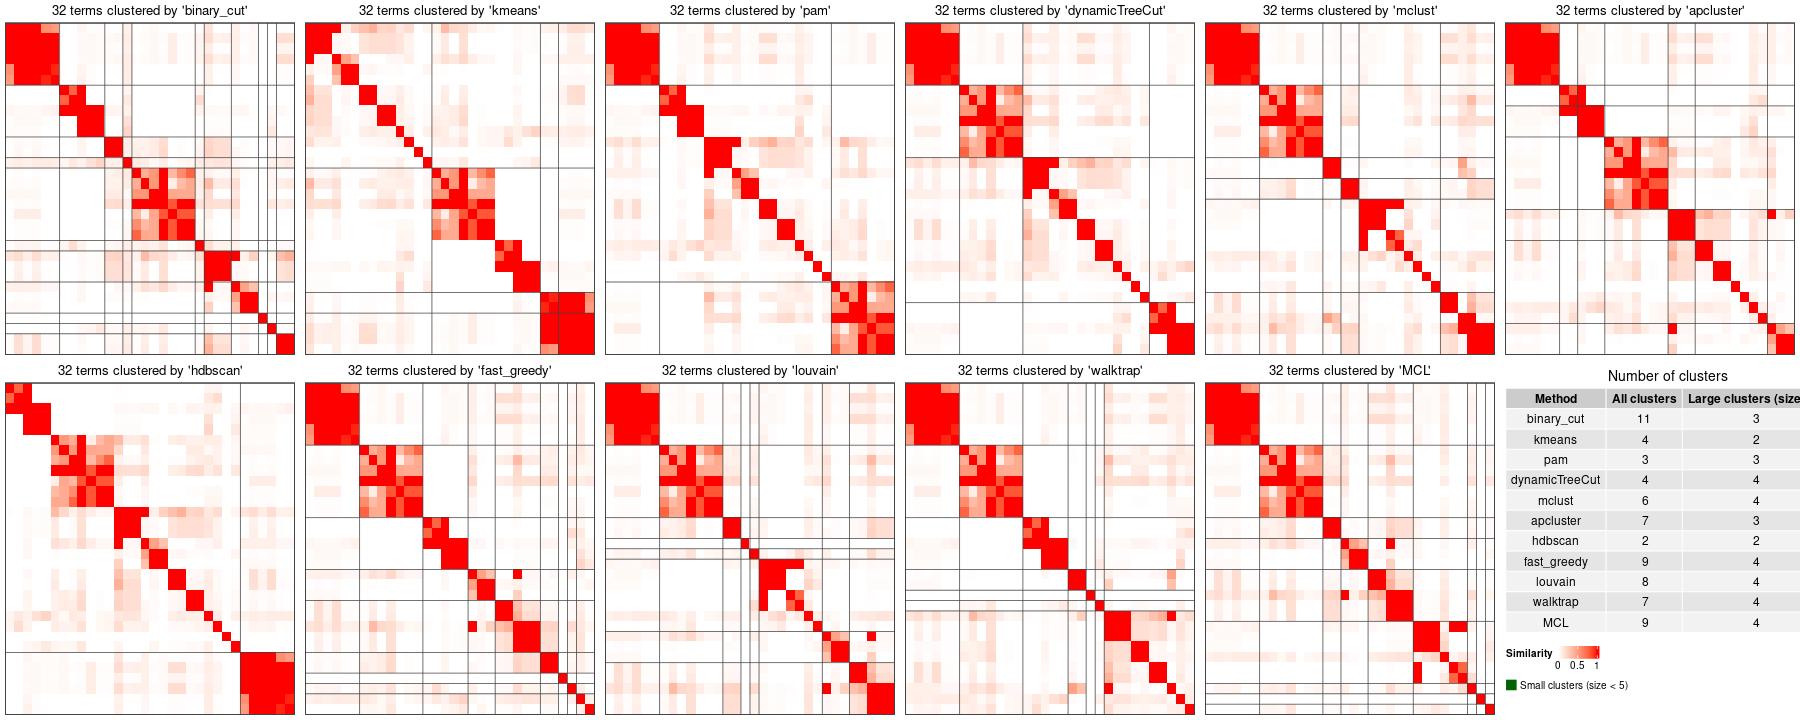 32 terms clustered by 'binary_cut'
32 terms clustered by 'kmeans'
32 terms clustered by 'pam'
32 terms clustered by 'dynamicTreeCut'
32 terms clustered by 'mclust'
32 terms clustered by 'apcluster'
32 terms clustered by 'hdbscan'
32 terms clustered by 'fast_greedy'
32 terms clustered by 'louvain'
32 terms clustered by 'walktrap'
32 terms clustered by 'MCL'
Number of clusters
Method All clusters Large clusters (size
binary_cut 11 3
kmeans 4 2
pam 3 3
dynamicTreeCut 4 4
mclust 6 4
apcluster 7 3
hdbscan 2 2
fast_greedy 9 4
louvain 8 4
walktrap 7 4
MCL 9 4
Similarity
0 0.5 1
Small clusters (size < 5)